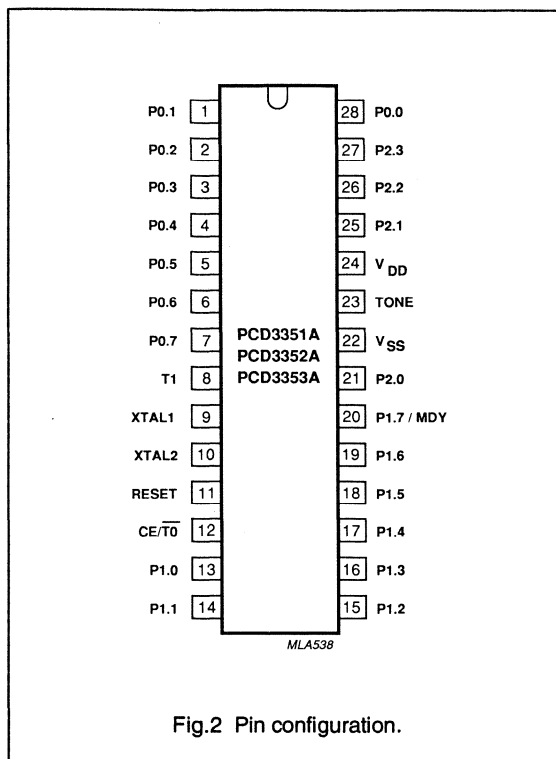 P0.1 1 28 P0.0
P0.2 2 27 P2.3
P0.3 3 26 P2.2
P0.4 4 25 P2.1
P0.5 5 24 VDD
P0.6 6 23 TONE
P0.7 7 PCD3351A 22 VSS
PCD3352A
T1 8 PCD3353A 21 P2.0
XTAL1 9 20 P1.7 / MDY
XTAL2 10 19 P1.6
RESET 11 18 P1.5
CE/T̅0̅ 12 17 P1.4
P1.0 13 16 P1.3
P1.1 14 15 P1.2
MLA538
Fig.2 Pin configuration.